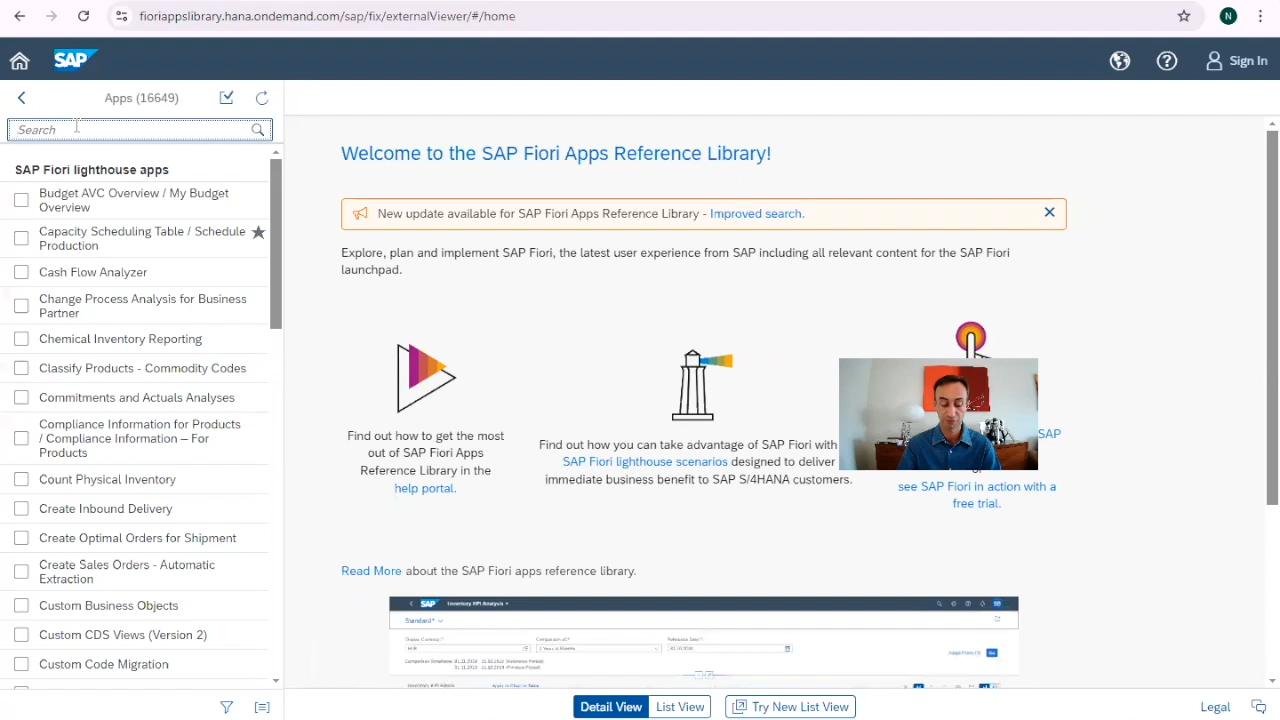 fioriappslibrary.hana.ondemand.com/sap/fix/externalViewer/#/home
N
SAP
Sign In
Apps (16649)
Search
SAP Fiori lighthouse apps
Budget AVC Overview / My Budget
Overview
Capacity Scheduling Table / Schedule
Production
Cash Flow Analyzer
Change Process Analysis for Business
Partner
Chemical Inventory Reporting
Classify Products - Commodity Codes
Commitments and Actuals Analyses
Compliance Information for Products
/ Compliance Information – For
Products
Count Physical Inventory
Create Inbound Delivery
Create Optimal Orders for Shipment
Create Sales Orders - Automatic
Extraction
Custom Business Objects
Custom CDS Views (Version 2)
Custom Code Migration
Welcome to the SAP Fiori Apps Reference Library!
New update available for SAP Fiori Apps Reference Library - Improved search.
Explore, plan and implement SAP Fiori, the latest user experience from SAP including all relevant content for the SAP Fiori
launchpad.
Find out how to get the most
out of SAP Fiori Apps
Reference Library in the
help portal.
Find out how you can take advantage of SAP Fiori with
SAP Fiori lighthouse scenarios designed to deliver
immediate business benefit to SAP S/4HANA customers.
SAP
or
see SAP Fiori in action with a
free trial.
Read More about the SAP Fiori apps reference library.
SAP Inventory KPI Analysis
Standard*
Display Currency:*
EUR
Detail View
List View
Try New List View
Legal